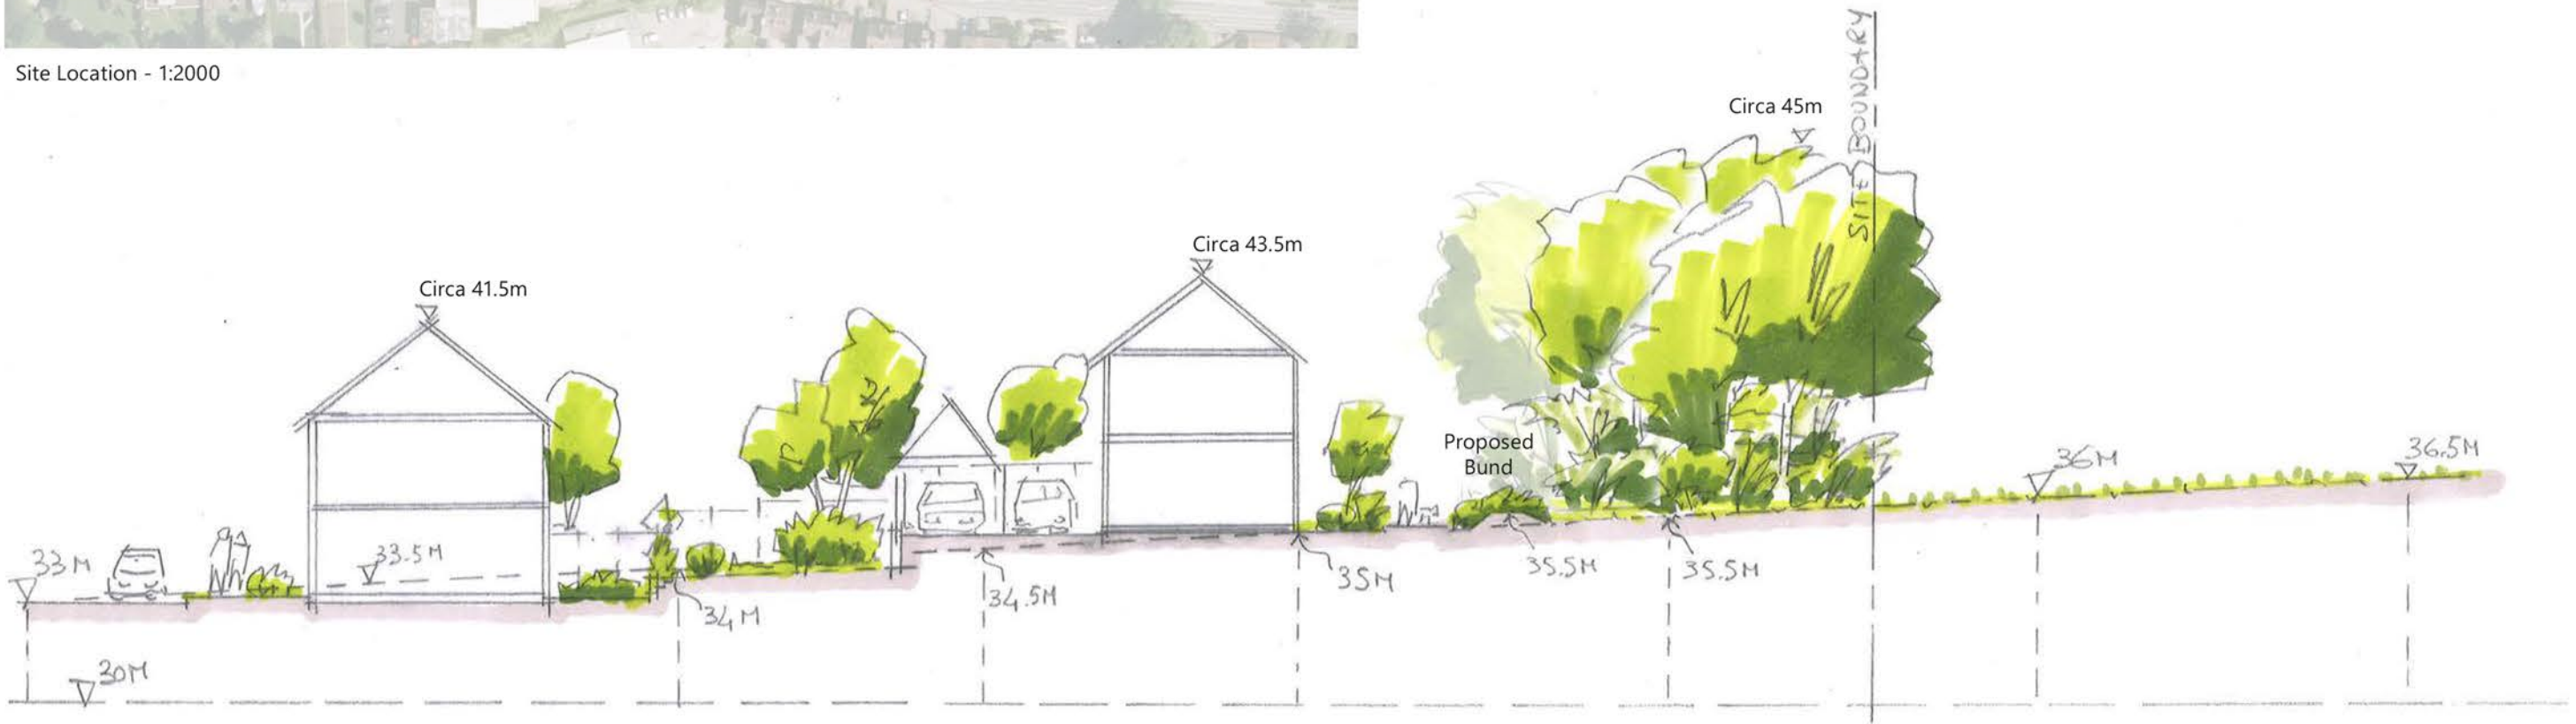 Site Location - 1:2000
SITE BOUNDARY
Circa 45m
Circa 43.5m
Circa 41.5m
Proposed
Bund
36M
36.5M
33M
33.5M
34M
34.5M
35M
35.5M
35.5M
30M